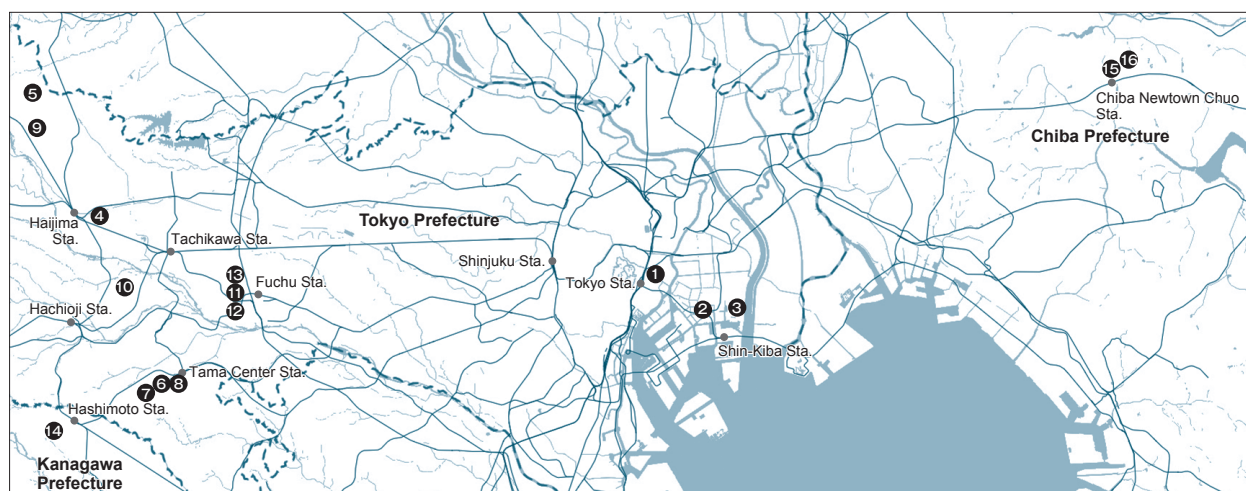 16
15
5
Chiba Newtown Chuo
Sta.
9
Chiba Prefecture
Haijima
Sta.
4
Tokyo Prefecture
Tachikawa Sta.
Shinjuku Sta.
13
1
10
11
Fuchu Sta.
Tokyo Sta.
Hachioji Sta.
12
2
3
Shin-Kiba Sta.
Tama Center Sta.
7
6
8
Hashimoto Sta.
14
Kanagawa
Prefecture